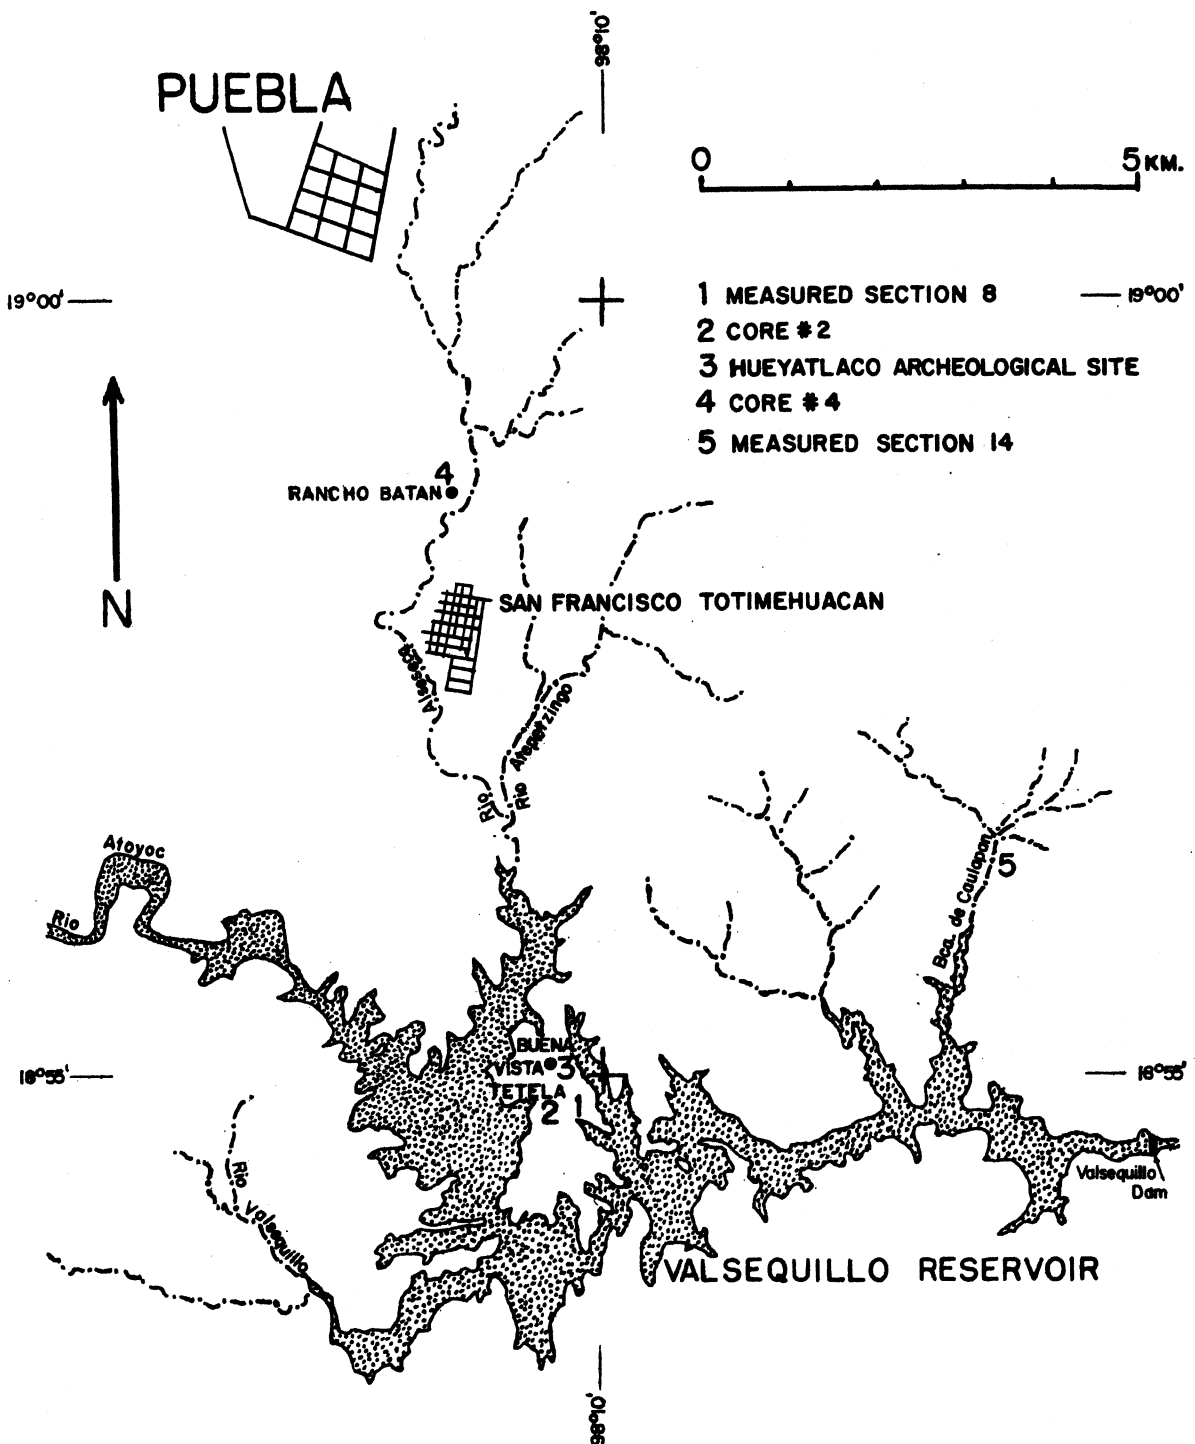 98°10'
PUEBLA
0 5 KM.
19°00'
19°00'
1 MEASURED SECTION 8
2 CORE #2
3 HUEYATLACO ARCHEOLOGICAL SITE
4 CORE #4
5 MEASURED SECTION 14
4
RANCHO BATAN
N
SAN FRANCISCO TOTIMEHUACAN
Rio Alseseca
Rio Atepetzingo
Rio Atoyoc
Bca. de Caulapan
5
BUENA
VISTA 3
TETELA
2 1
18°55'
18°55'
Valsequillo
Dam
Rio Valsequillo
VALSEQUILLO RESERVOIR
98°10'